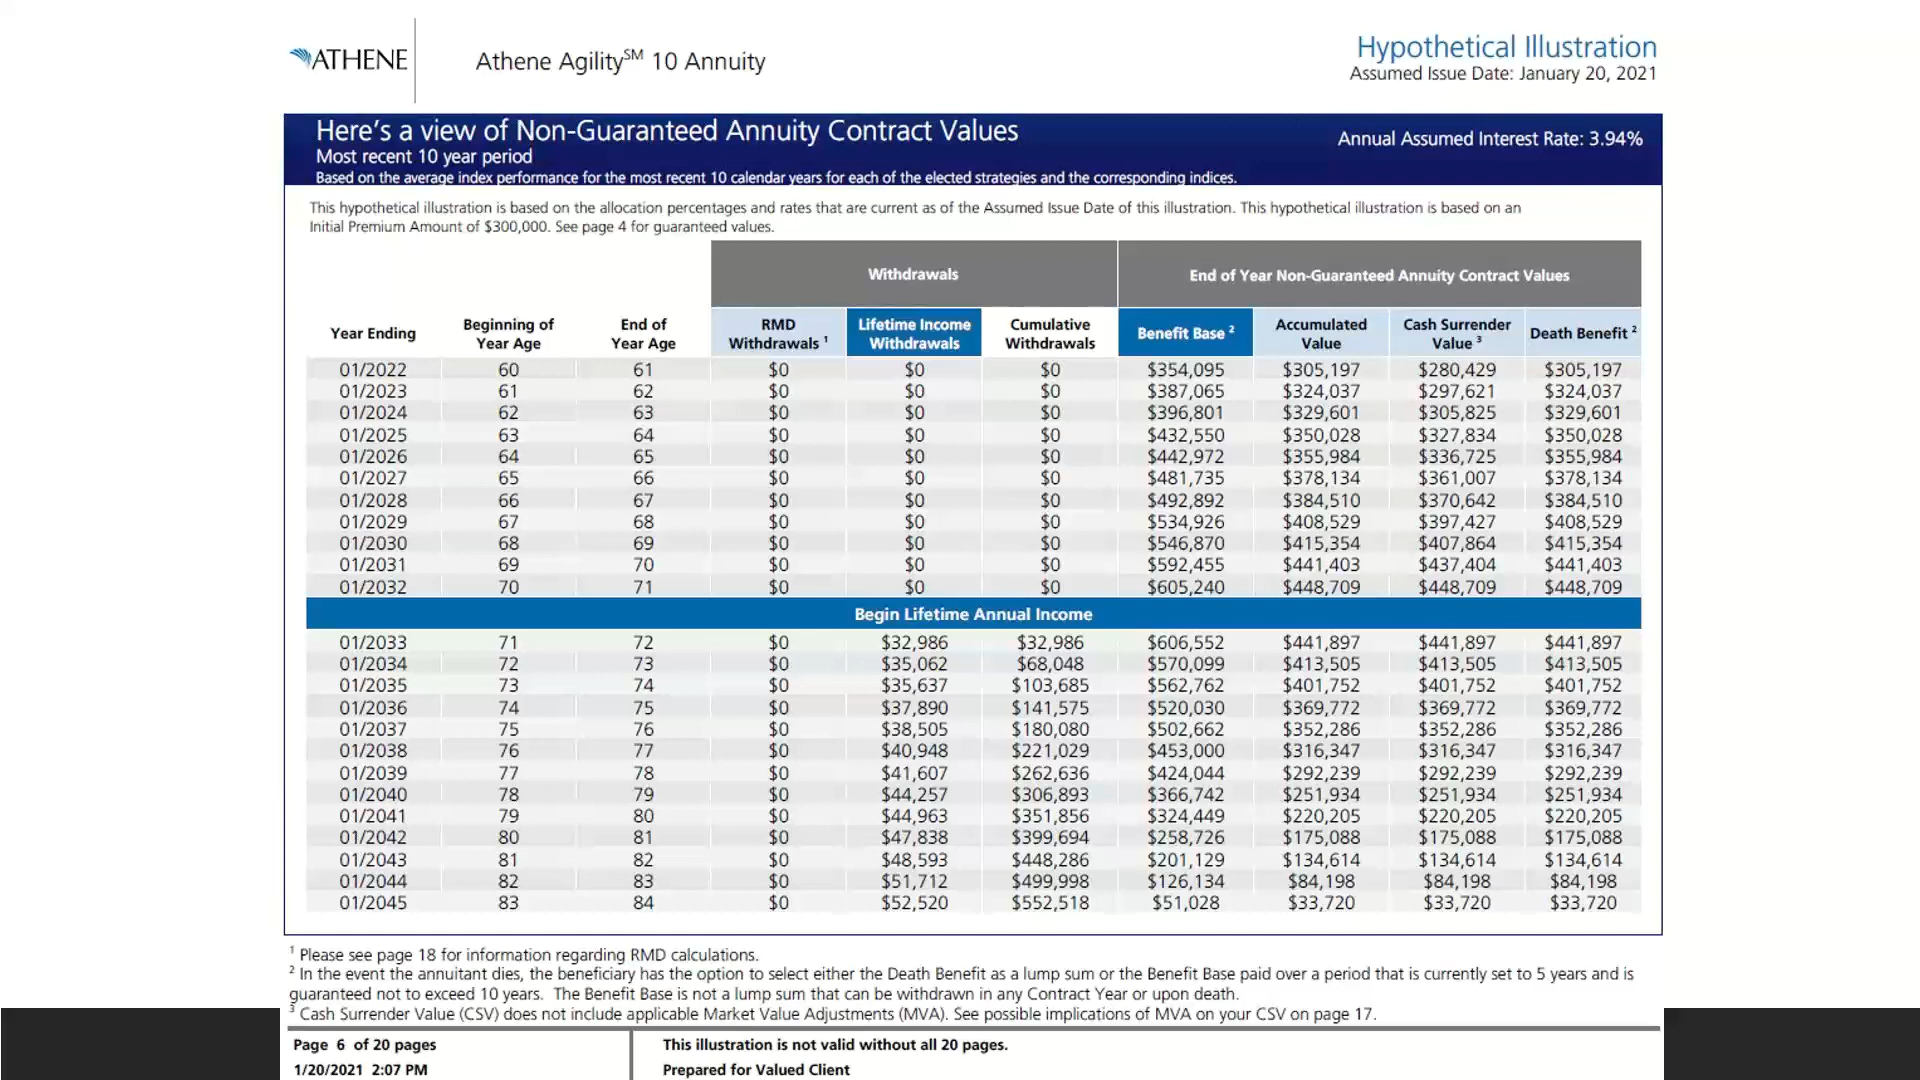 ATHENE
Athene Agility℠ 10 Annuity
Hypothetical Illustration
Assumed Issue Date: January 20, 2021
Here's a view of Non-Guaranteed Annuity Contract Values
Most recent 10 year period
Based on the average index performance for the most recent 10 calendar years for each of the elected strategies and the corresponding indices.
Annual Assumed Interest Rate: 3.94%
This hypothetical illustration is based on the allocation percentages and rates that are current as of the Assumed Issue Date of this illustration. This hypothetical illustration is based on an
Initial Premium Amount of $300,000. See page 4 for guaranteed values.
Withdrawals End of Year Non-Guaranteed Annuity Contract Values
Year Ending Beginning of Year Age End of Year Age RMD Withdrawals ¹ Lifetime Income Withdrawals Cumulative Withdrawals Benefit Base ² Accumulated Value Cash Surrender Value ³ Death Benefit ²
01/2022 60 61 $0 $0 $0 $354,095 $305,197 $280,429 $305,197
01/2023 61 62 $0 $0 $0 $387,065 $324,037 $297,621 $324,037
01/2024 62 63 $0 $0 $0 $396,801 $329,601 $305,825 $329,601
01/2025 63 64 $0 $0 $0 $432,550 $350,028 $327,834 $350,028
01/2026 64 65 $0 $0 $0 $442,972 $355,984 $336,725 $355,984
01/2027 65 66 $0 $0 $0 $481,735 $378,134 $361,007 $378,134
01/2028 66 67 $0 $0 $0 $492,892 $384,510 $370,642 $384,510
01/2029 67 68 $0 $0 $0 $534,926 $408,529 $397,427 $408,529
01/2030 68 69 $0 $0 $0 $546,870 $415,354 $407,864 $415,354
01/2031 69 70 $0 $0 $0 $592,455 $441,403 $437,404 $441,403
01/2032 70 71 $0 $0 $0 $605,240 $448,709 $448,709 $448,709
Begin Lifetime Annual Income
01/2033 71 72 $0 $32,986 $32,986 $606,552 $441,897 $441,897 $441,897
01/2034 72 73 $0 $35,062 $68,048 $570,099 $413,505 $413,505 $413,505
01/2035 73 74 $0 $35,637 $103,685 $562,762 $401,752 $401,752 $401,752
01/2036 74 75 $0 $37,890 $141,575 $520,030 $369,772 $369,772 $369,772
01/2037 75 76 $0 $38,505 $180,080 $502,662 $352,286 $352,286 $352,286
01/2038 76 77 $0 $40,948 $221,029 $453,000 $316,347 $316,347 $316,347
01/2039 77 78 $0 $41,607 $262,636 $424,044 $292,239 $292,239 $292,239
01/2040 78 79 $0 $44,257 $306,893 $366,742 $251,934 $251,934 $251,934
01/2041 79 80 $0 $44,963 $351,856 $324,449 $220,205 $220,205 $220,205
01/2042 80 81 $0 $47,838 $399,694 $258,726 $175,088 $175,088 $175,088
01/2043 81 82 $0 $48,593 $448,286 $201,129 $134,614 $134,614 $134,614
01/2044 82 83 $0 $51,712 $499,998 $126,134 $84,198 $84,198 $84,198
01/2045 83 84 $0 $52,520 $552,518 $51,028 $33,720 $33,720 $33,720
¹ Please see page 18 for information regarding RMD calculations.
² In the event the annuitant dies, the beneficiary has the option to select either the Death Benefit as a lump sum or the Benefit Base paid over a period that is currently set to 5 years and is
guaranteed not to exceed 10 years. The Benefit Base is not a lump sum that can be withdrawn in any Contract Year or upon death.
³ Cash Surrender Value (CSV) does not include applicable Market Value Adjustments (MVA). See possible implications of MVA on your CSV on page 17.
Page 6 of 20 pages
1/20/2021 2:07 PM
This illustration is not valid without all 20 pages.
Prepared for Valued Client